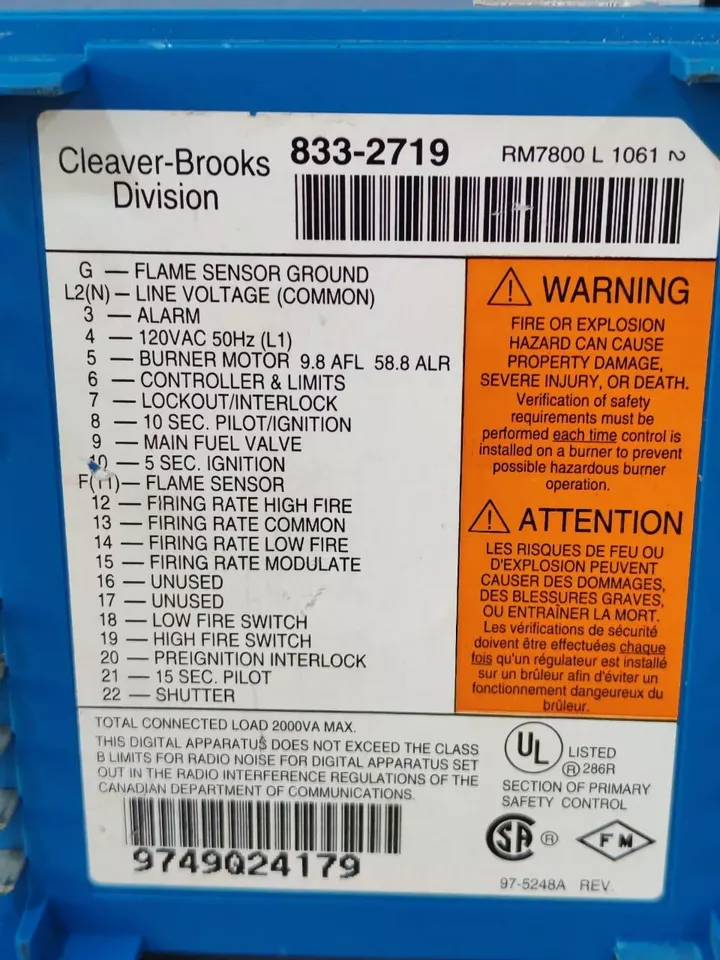 Cleaver-Brooks
Division
833-2719
RM7800 L 1061 2
G — FLAME SENSOR GROUND
L2(N) — LINE VOLTAGE (COMMON)
3 — ALARM
4 — 120VAC 50Hz (L1)
5 — BURNER MOTOR 9.8 AFL 58.8 ALR
6 — CONTROLLER & LIMITS
7 — LOCKOUT/INTERLOCK
8 — 10 SEC. PILOT/IGNITION
9 — MAIN FUEL VALVE
10 — 5 SEC. IGNITION
F(11) — FLAME SENSOR
12 — FIRING RATE HIGH FIRE
13 — FIRING RATE COMMON
14 — FIRING RATE LOW FIRE
15 — FIRING RATE MODULATE
16 — UNUSED
17 — UNUSED
18 — LOW FIRE SWITCH
19 — HIGH FIRE SWITCH
20 — PREIGNITION INTERLOCK
21 — 15 SEC. PILOT
22 — SHUTTER
WARNING
FIRE OR EXPLOSION
HAZARD CAN CAUSE
PROPERTY DAMAGE,
SEVERE INJURY, OR DEATH.
Verification of safety
requirements must be
performed each time control is
installed on a burner to prevent
possible hazardous burner
operation.
ATTENTION
LES RISQUES DE FEU OU
D'EXPLOSION PEUVENT
CAUSER DES DOMMAGES,
DES BLESSURES GRAVES,
OU ENTRAÎNER LA MORT.
Les vérifications de sécurité
doivent être effectuées chaque
fois qu'un régulateur est installé
sur un brûleur afin d'éviter un
fonctionnement dangeureux du
brûleur.
TOTAL CONNECTED LOAD 2000VA MAX.
THIS DIGITAL APPARATUS DOES NOT EXCEED THE CLASS
B LIMITS FOR RADIO NOISE FOR DIGITAL APPARATUS SET
OUT IN THE RADIO INTERFERENCE REGULATIONS OF THE
CANADIAN DEPARTMENT OF COMMUNICATIONS.
9749Q24179
UL LISTED
® 286R
SECTION OF PRIMARY
SAFETY CONTROL
SA ® FM
97-5248A REV.